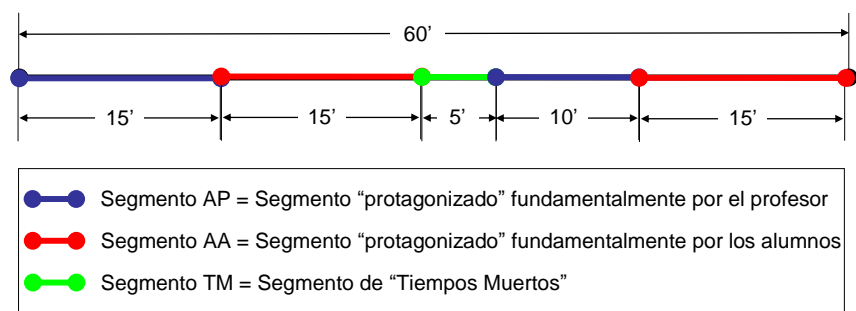 60’
15’ 15’ 5’ 10’ 15’
Segmento AP = Segmento “protagonizado” fundamentalmente por el profesor
Segmento AA = Segmento “protagonizado” fundamentalmente por los alumnos
Segmento TM = Segmento de “Tiempos Muertos”